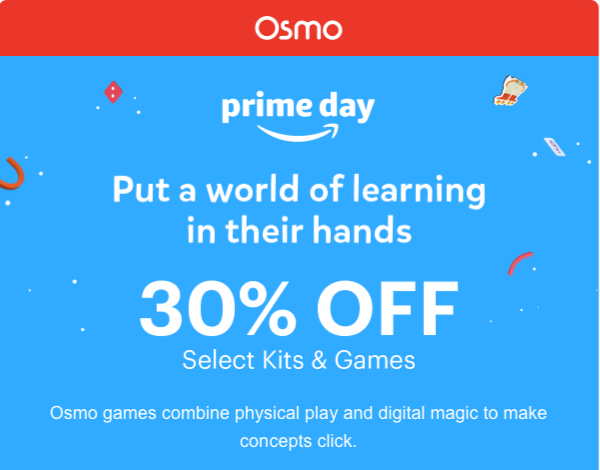 Osmo
prime day
Put a world of learning
in their hands
30% OFF
Select Kits & Games
Osmo games combine physical play and digital magic to make
concepts click.